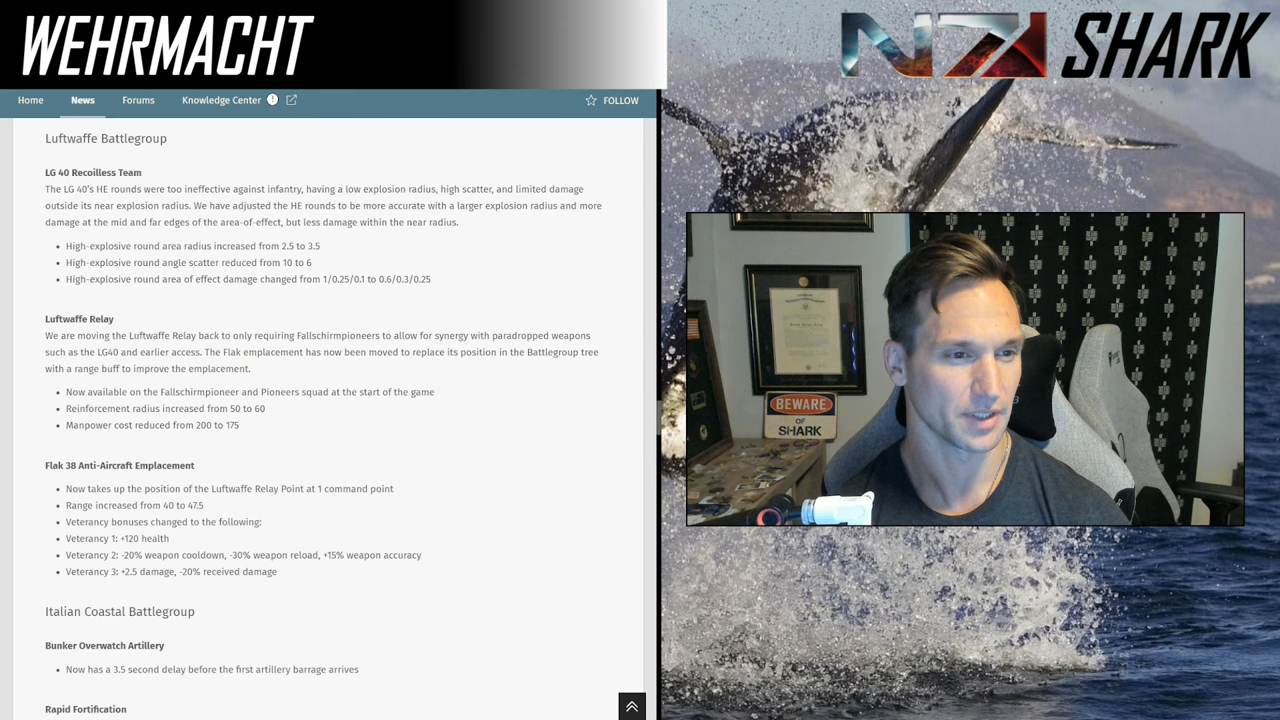 WEHRMACHT
N7 SHARK
Home News Forums Knowledge Center FOLLOW
Luftwaffe Battlegroup
LG 40 Recoilless Team
The LG 40's HE rounds were too ineffective against infantry, having a low explosion radius, high scatter, and limited damage
outside its near explosion radius. We have adjusted the HE rounds to be more accurate with a larger explosion radius and more
damage at the mid and far edges of the area-of-effect, but less damage within the near radius.
• High-explosive round area radius increased from 2.5 to 3.5
• High-explosive round angle scatter reduced from 10 to 6
• High-explosive round area of effect damage changed from 1/0.25/0.1 to 0.6/0.3/0.25
Luftwaffe Relay
We are moving the Luftwaffe Relay back to only requiring Fallschirmpioneers to allow for synergy with paradropped weapons
such as the LG40 and earlier access. The Flak emplacement has now been moved to replace its position in the Battlegroup tree
with a range buff to improve the emplacement.
• Now available on the Fallschirmpioneer and Pioneers squad at the start of the game
• Reinforcement radius increased from 50 to 60
• Manpower cost reduced from 200 to 175
Flak 38 Anti-Aircraft Emplacement
• Now takes up the position of the Luftwaffe Relay Point at 1 command point
• Range increased from 40 to 47.5
• Veterancy bonuses changed to the following:
• Veterancy 1: +120 health
• Veterancy 2: -20% weapon cooldown, -30% weapon reload, +15% weapon accuracy
• Veterancy 3: +2.5 damage, -20% received damage
Italian Coastal Battlegroup
Bunker Overwatch Artillery
• Now has a 3.5 second delay before the first artillery barrage arrives
Rapid Fortification
BEWARE
OF
SHARK